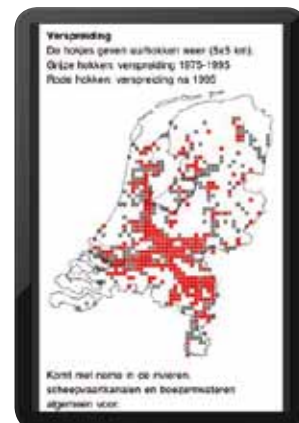 Verspreiding
De hokjes geven uurhokken weer (5x5 km).
Grijze hokken: verspreiding 1975-1995
Rode hokken: verspreiding na 1995
Komt met name in de rivieren,
scheepvaartkanalen en boezemwateren
algemeen voor.